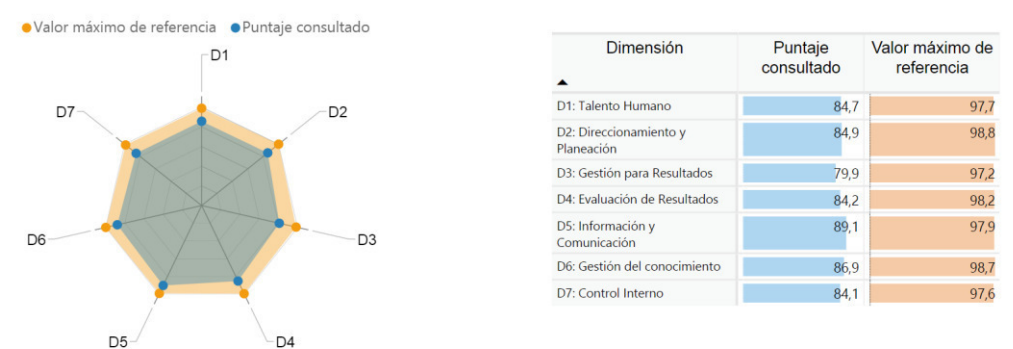 Valor máximo de referencia Puntaje consultado
D1
D7
D2
D6
D3
D5
D4
Dimensión Puntaje consultado Valor máximo de referencia
D1: Talento Humano 84,7 97,7
D2: Direccionamiento y Planeación 84,9 98,8
D3: Gestión para Resultados 79,9 97,2
D4: Evaluación de Resultados 84,2 98,2
D5: Información y Comunicación 89,1 97,9
D6: Gestión del conocimiento 86,9 98,7
D7: Control Interno 84,1 97,6